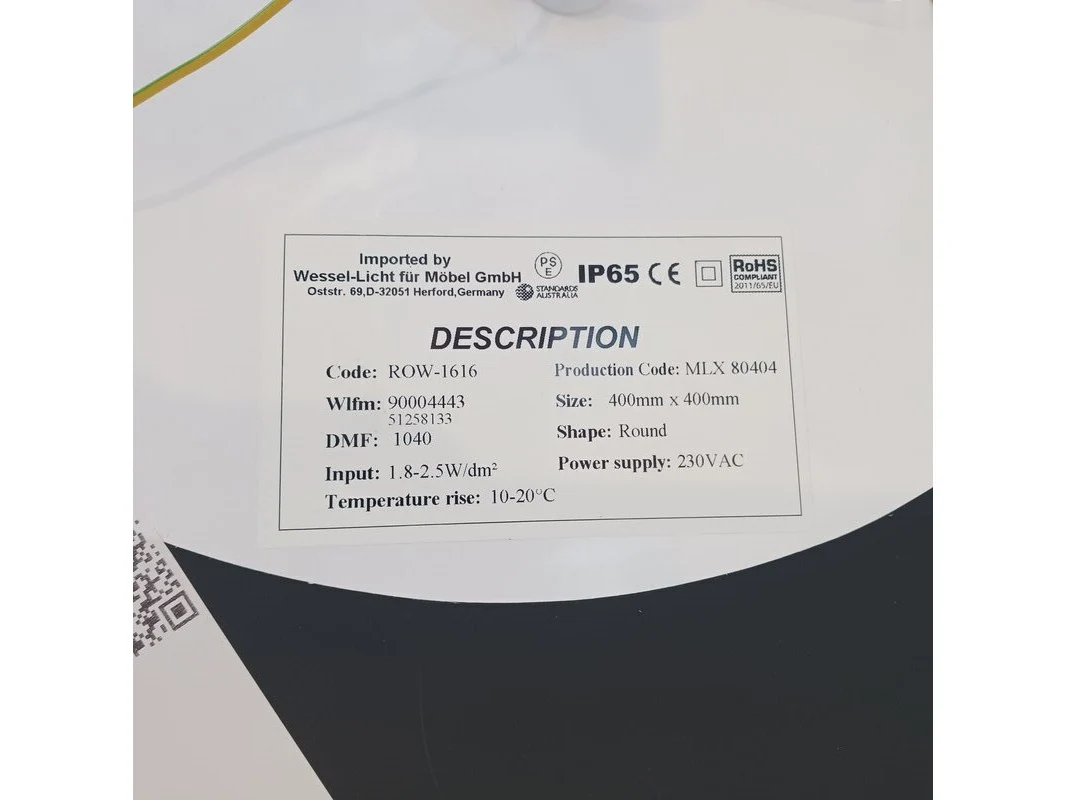 Imported by
Wessel-Licht für Möbel GmbH
Oststr. 69,D-32051 Herford,Germany
PS
E
STANDARDS
AUSTRALIA
IP65 CE
RoHS
COMPLIANT
2011/65/EU
DESCRIPTION
Code: ROW-1616
Production Code: MLX 80404
Wlfm: 90004443
51258133
Size: 400mm x 400mm
DMF: 1040
Shape: Round
Input: 1.8-2.5W/dm²
Power supply: 230VAC
Temperature rise: 10-20°C